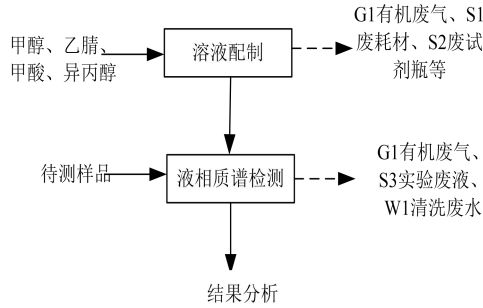 甲醇、乙腈、
甲酸、异丙醇
溶液配制
G1有机废气、S1
废耗材、S2废试
剂瓶等
待测样品
液相质谱检测
G1有机废气、
S3实验废液、
W1清洗废水
结果分析